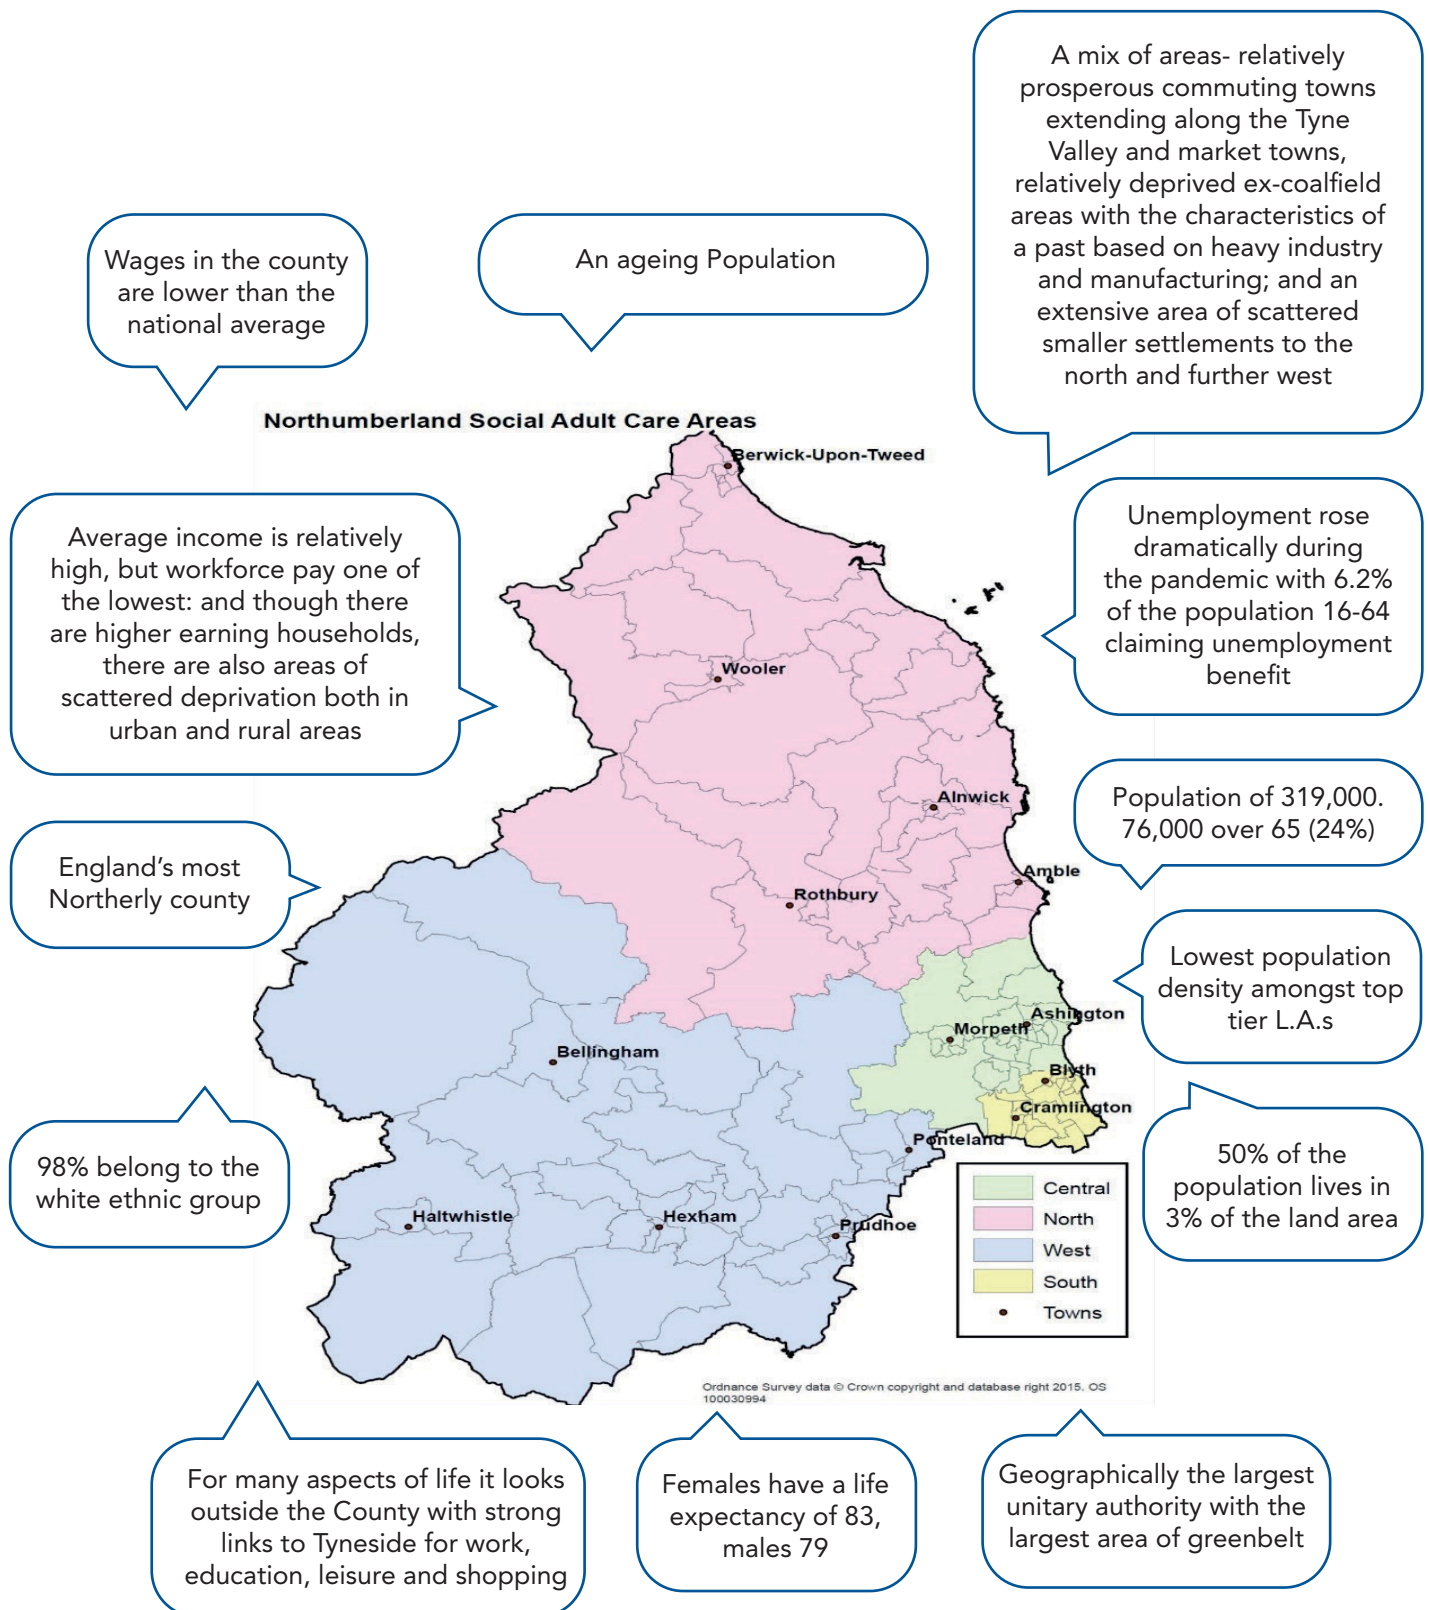 A mix of areas- relatively
prosperous commuting towns
extending along the Tyne
Valley and market towns,
relatively deprived ex-coalfield
areas with the characteristics of
a past based on heavy industry
and manufacturing; and an
extensive area of scattered
smaller settlements to the
north and further west
Wages in the county
are lower than the
national average
An ageing Population
Northumberland Social Adult Care Areas
Berwick-Upon-Tweed
Average income is relatively
high, but workforce pay one of
the lowest: and though there
are higher earning households,
there are also areas of
scattered deprivation both in
urban and rural areas
Unemployment rose
dramatically during
the pandemic with 6.2%
of the population 16-64
claiming unemployment
benefit
Wooler
Alnwick
Population of 319,000.
76,000 over 65 (24%)
England's most
Northerly county
Amble
Rothbury
Lowest population
density amongst top
tier L.A.s
Ashington
Morpeth
Bellingham
Blyth
Cramlington
Ponteland
98% belong to the
white ethnic group
50% of the
population lives in
3% of the land area
Haltwhistle
Hexham
Prudhoe
Central
North
West
South
Towns
Ordnance Survey data © Crown copyright and database right 2015. OS
100030994
For many aspects of life it looks
outside the County with strong
links to Tyneside for work,
education, leisure and shopping
Females have a life
expectancy of 83,
males 79
Geographically the largest
unitary authority with the
largest area of greenbelt